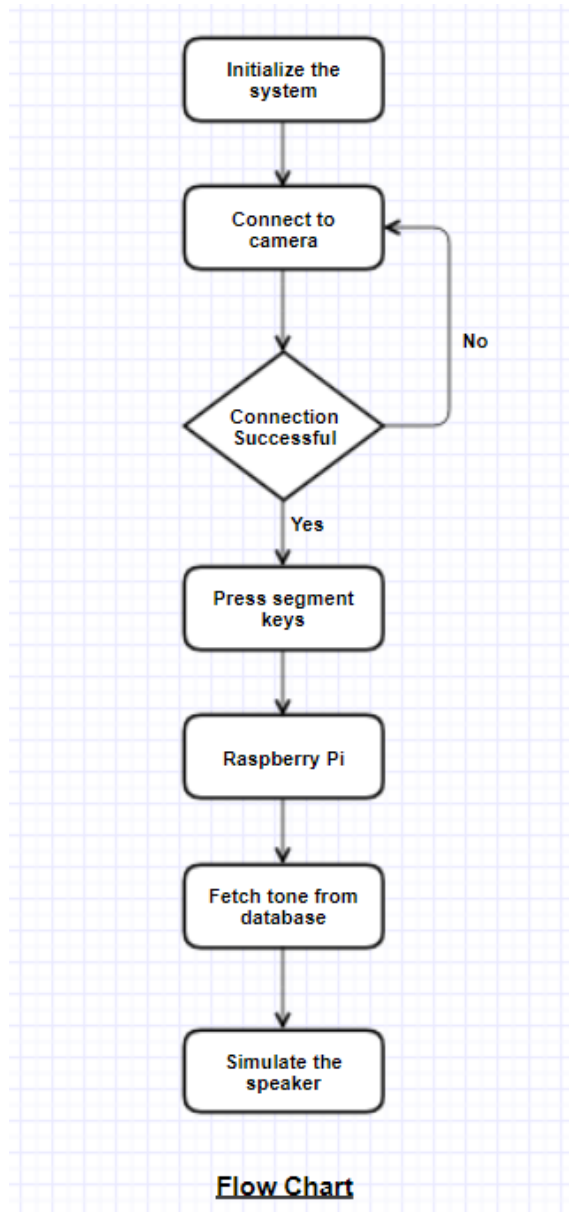 Initialize the
system
Connect to
camera
No
Connection
Successful
Yes
Press segment
keys
Raspberry Pi
Fetch tone from
database
Simulate the
speaker
Flow Chart